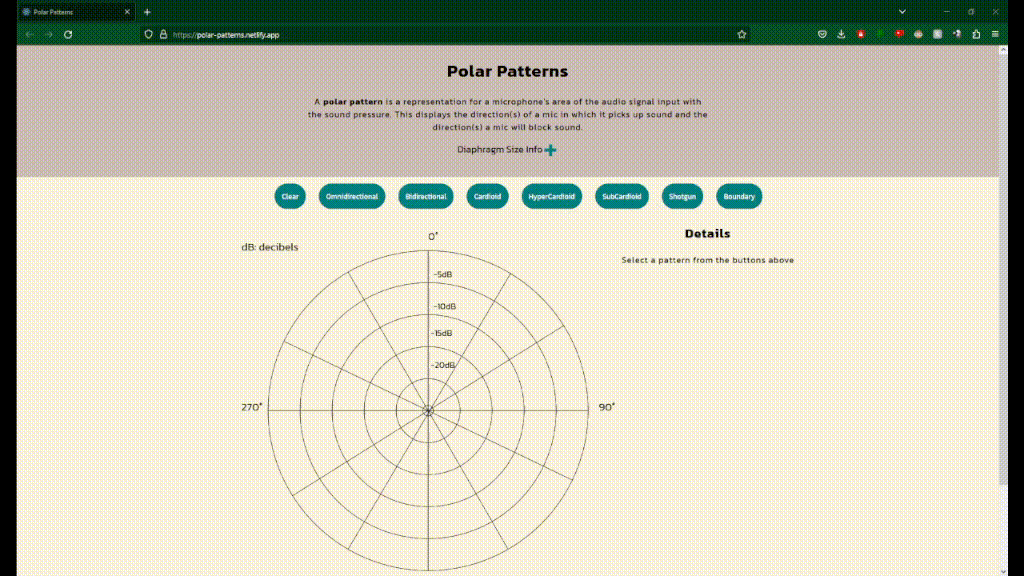 Polar Patterns
https://polar-patterns.netlify.app
Polar Patterns
A polar pattern is a representation for a microphone's area of the audio signal input with
the sound pressure. This displays the direction(s) of a mic in which it picks up sound and the
direction(s) a mic will block sound.
Diaphragm Size Info
Clear Omnidirectional Bidirectional Cardioid HyperCardioid SubCardioid Shotgun Boundary
0°
Details
dB: decibels
Select a pattern from the buttons above
-5dB
-10dB
-15dB
-20dB
270°
90°